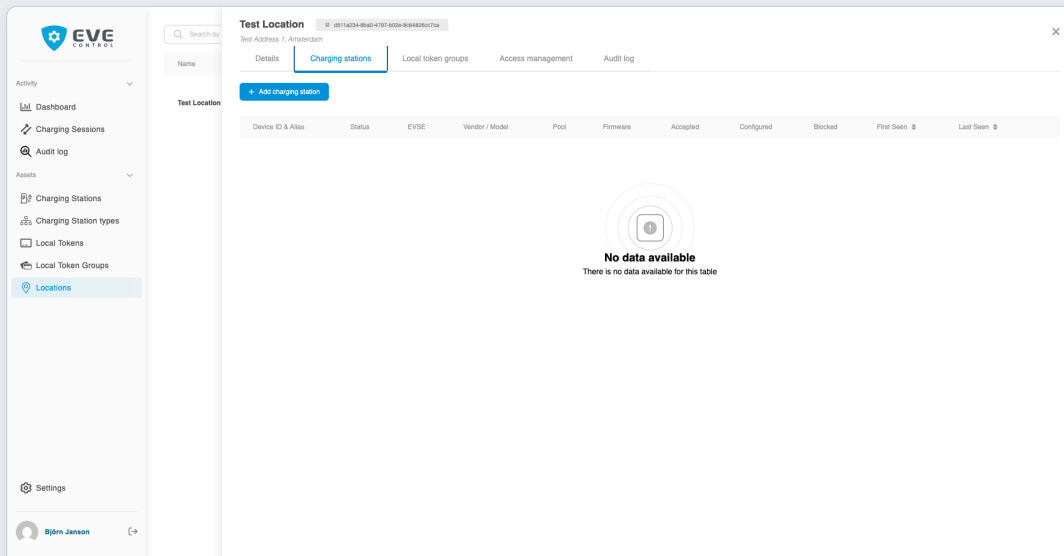 EVE
CONTROL
Activity
Dashboard
Charging Sessions
Audit log
Assets
Charging Stations
Charging Station types
Local Tokens
Local Token Groups
Locations
Settings
Björn Janson
Search by
Name
Test Location
Test Location
Test Address 1, Amsterdam
Details Charging stations Local token groups Access management Audit log
+ Add charging station
Device ID & Alias Status EVSE Vendor / Model Pool Firmware Accepted Configured Blocked First Seen Last Seen
No data available
There is no data available for this table